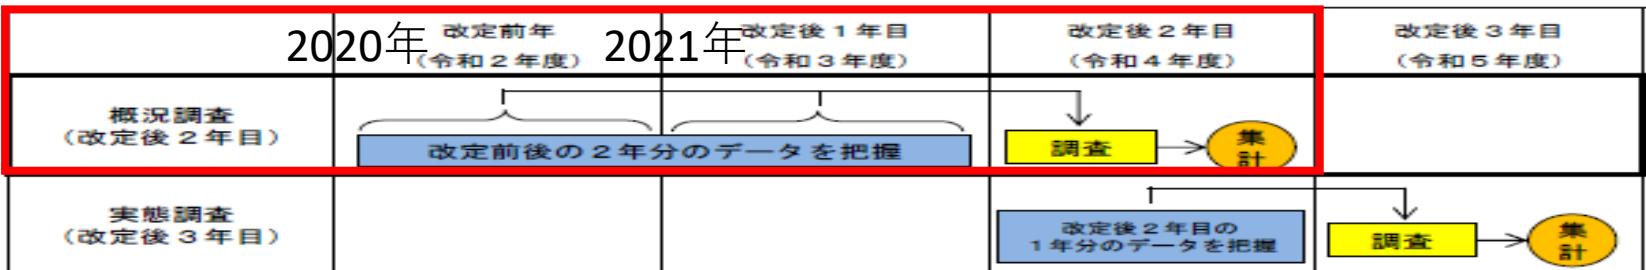 2020年
改定前年
（令和２年度）
2021年
改定後１年目
（令和３年度）
改定後２年目
（令和４年度）
改定後３年目
（令和５年度）
概況調査
（改定後２年目）
改定前後の２年分のデータを把握
調査
集
計
実態調査
（改定後３年目）
改定後２年目の
１年分のデータを把握
調査
集
計